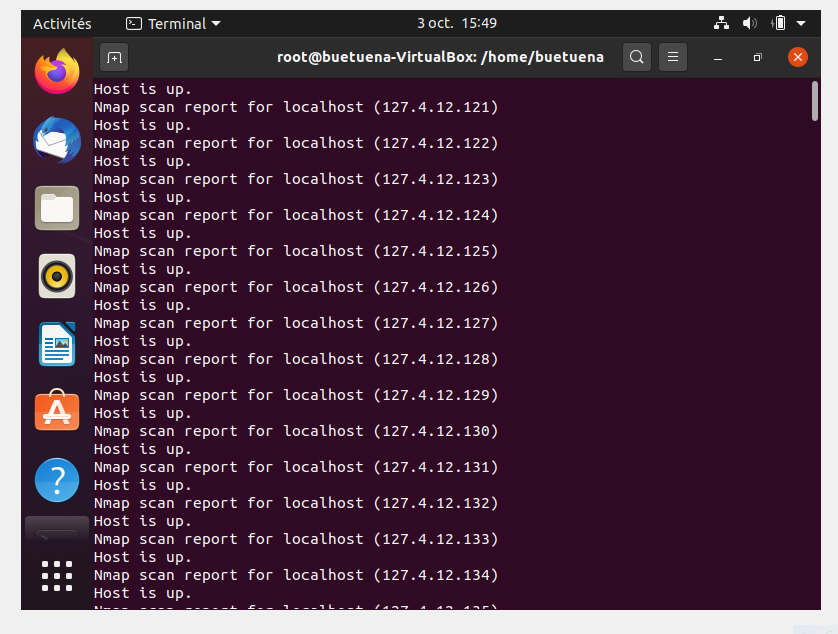 Activités
Terminal
3 oct. 15:49
root@buetuena-VirtualBox: /home/buetuena
Host is up.
Nmap scan report for localhost (127.4.12.121)
Host is up.
Nmap scan report for localhost (127.4.12.122)
Host is up.
Nmap scan report for localhost (127.4.12.123)
Host is up.
Nmap scan report for localhost (127.4.12.124)
Host is up.
Nmap scan report for localhost (127.4.12.125)
Host is up.
Nmap scan report for localhost (127.4.12.126)
Host is up.
Nmap scan report for localhost (127.4.12.127)
Host is up.
Nmap scan report for localhost (127.4.12.128)
Host is up.
Nmap scan report for localhost (127.4.12.129)
Host is up.
Nmap scan report for localhost (127.4.12.130)
Host is up.
Nmap scan report for localhost (127.4.12.131)
Host is up.
Nmap scan report for localhost (127.4.12.132)
Host is up.
Nmap scan report for localhost (127.4.12.133)
Host is up.
Nmap scan report for localhost (127.4.12.134)
Host is up.
Nmap scan report for localhost (127.4.12.135)